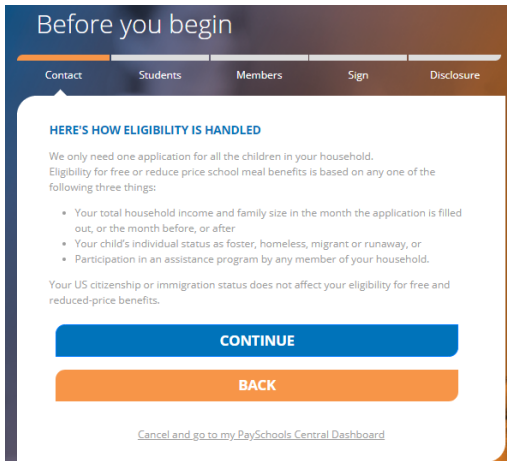 Before you begin
Contact
Students
Members
Sign
Disclosure
HERE'S HOW ELIGIBILITY IS HANDLED
We only need one application for all the children in your household.
Eligibility for free or reduce price school meal benefits is based on any one of the
following three things:
• Your total household income and family size in the month the application is filled
out, or the month before, or after
• Your child's individual status as foster, homeless, migrant or runaway, or
• Participation in an assistance program by any member of your household.
Your US citizenship or immigration status does not affect your eligibility for free and
reduced-price benefits.
CONTINUE
BACK
Cancel and go to my PaySchools Central Dashboard